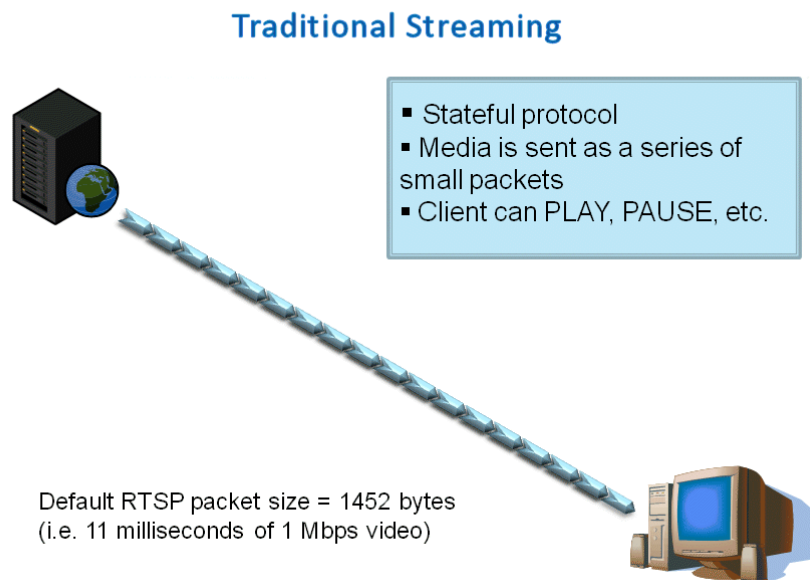 Traditional Streaming
▪ Stateful protocol
▪ Media is sent as a series of
small packets
▪ Client can PLAY, PAUSE, etc.
Default RTSP packet size = 1452 bytes
(i.e. 11 milliseconds of 1 Mbps video)